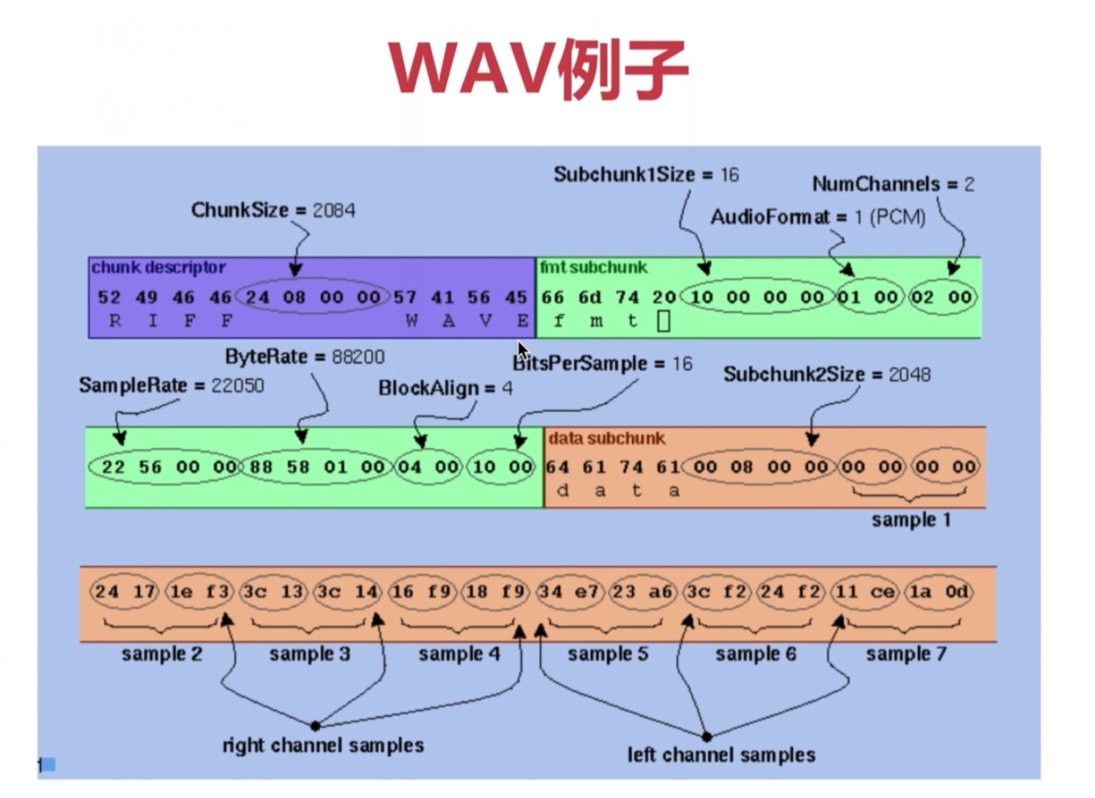 WAV例子
Subchunk1Size = 16
NumChannels = 2
ChunkSize = 2084
AudioFormat = 1 (PCM)
chunk descriptor
fmt subchunk
52 49 46 46 24 08 00 00 57 41 56 45 66 6d 74 20 10 00 00 00 01 00 02 00
R I F F W A V E f m t
ByteRate = 88200
BitsPerSample = 16
SampleRate = 22050
BlockAlign = 4
Subchunk2Size = 2048
data subchunk
22 56 00 00 88 58 01 00 04 00 10 00 64 61 74 61 00 08 00 00 00 00 00 00
d a t a
sample 1
24 17 1e f3 3c 13 3c 14 16 f9 18 f9 34 e7 23 a6 3c f2 24 f2 11 ce 1a 0d
sample 2 sample 3 sample 4 sample 5 sample 6 sample 7
right channel samples
left channel samples